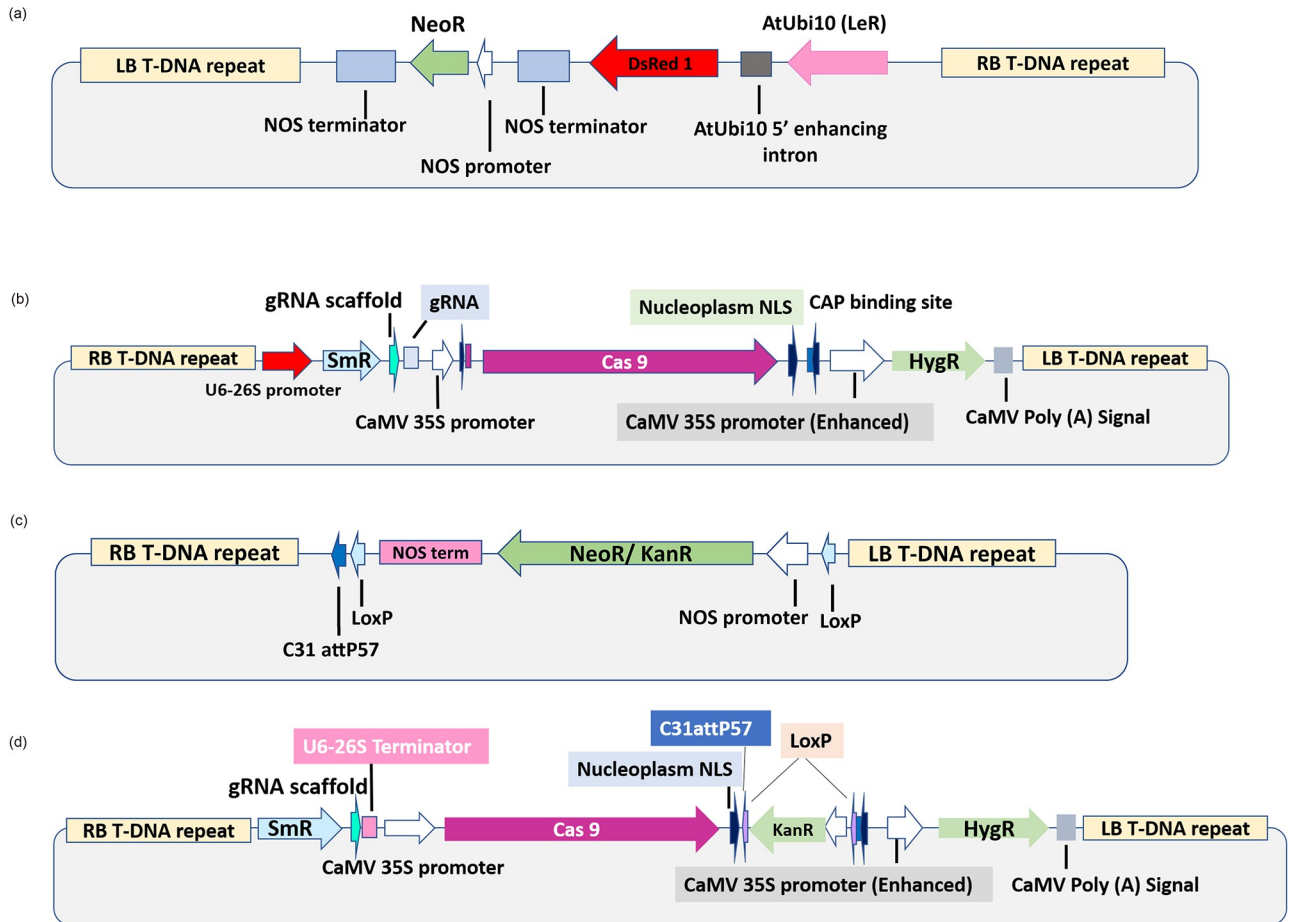 (a)
NeoR
AtUbi10 (LeR)
LB T-DNA repeat
DsRed 1
RB T-DNA repeat
NOS terminator
NOS promoter
NOS terminator
AtUbi10 5’ enhancing
intron
(b)
gRNA scaffold
gRNA
Nucleoplasm NLS
CAP binding site
RB T-DNA repeat
SmR
Cas 9
HygR
LB T-DNA repeat
U6-26S promoter
CaMV 35S promoter
CaMV 35S promoter (Enhanced)
CaMV Poly (A) Signal
(c)
RB T-DNA repeat
NOS term
NeoR/ KanR
LB T-DNA repeat
LoxP
NOS promoter
LoxP
C31 attP57
(d)
C31attP57
LoxP
U6-26S Terminator
Nucleoplasm NLS
gRNA scaffold
RB T-DNA repeat
SmR
Cas 9
KanR
HygR
LB T-DNA repeat
CaMV 35S promoter
CaMV 35S promoter (Enhanced)
CaMV Poly (A) Signal